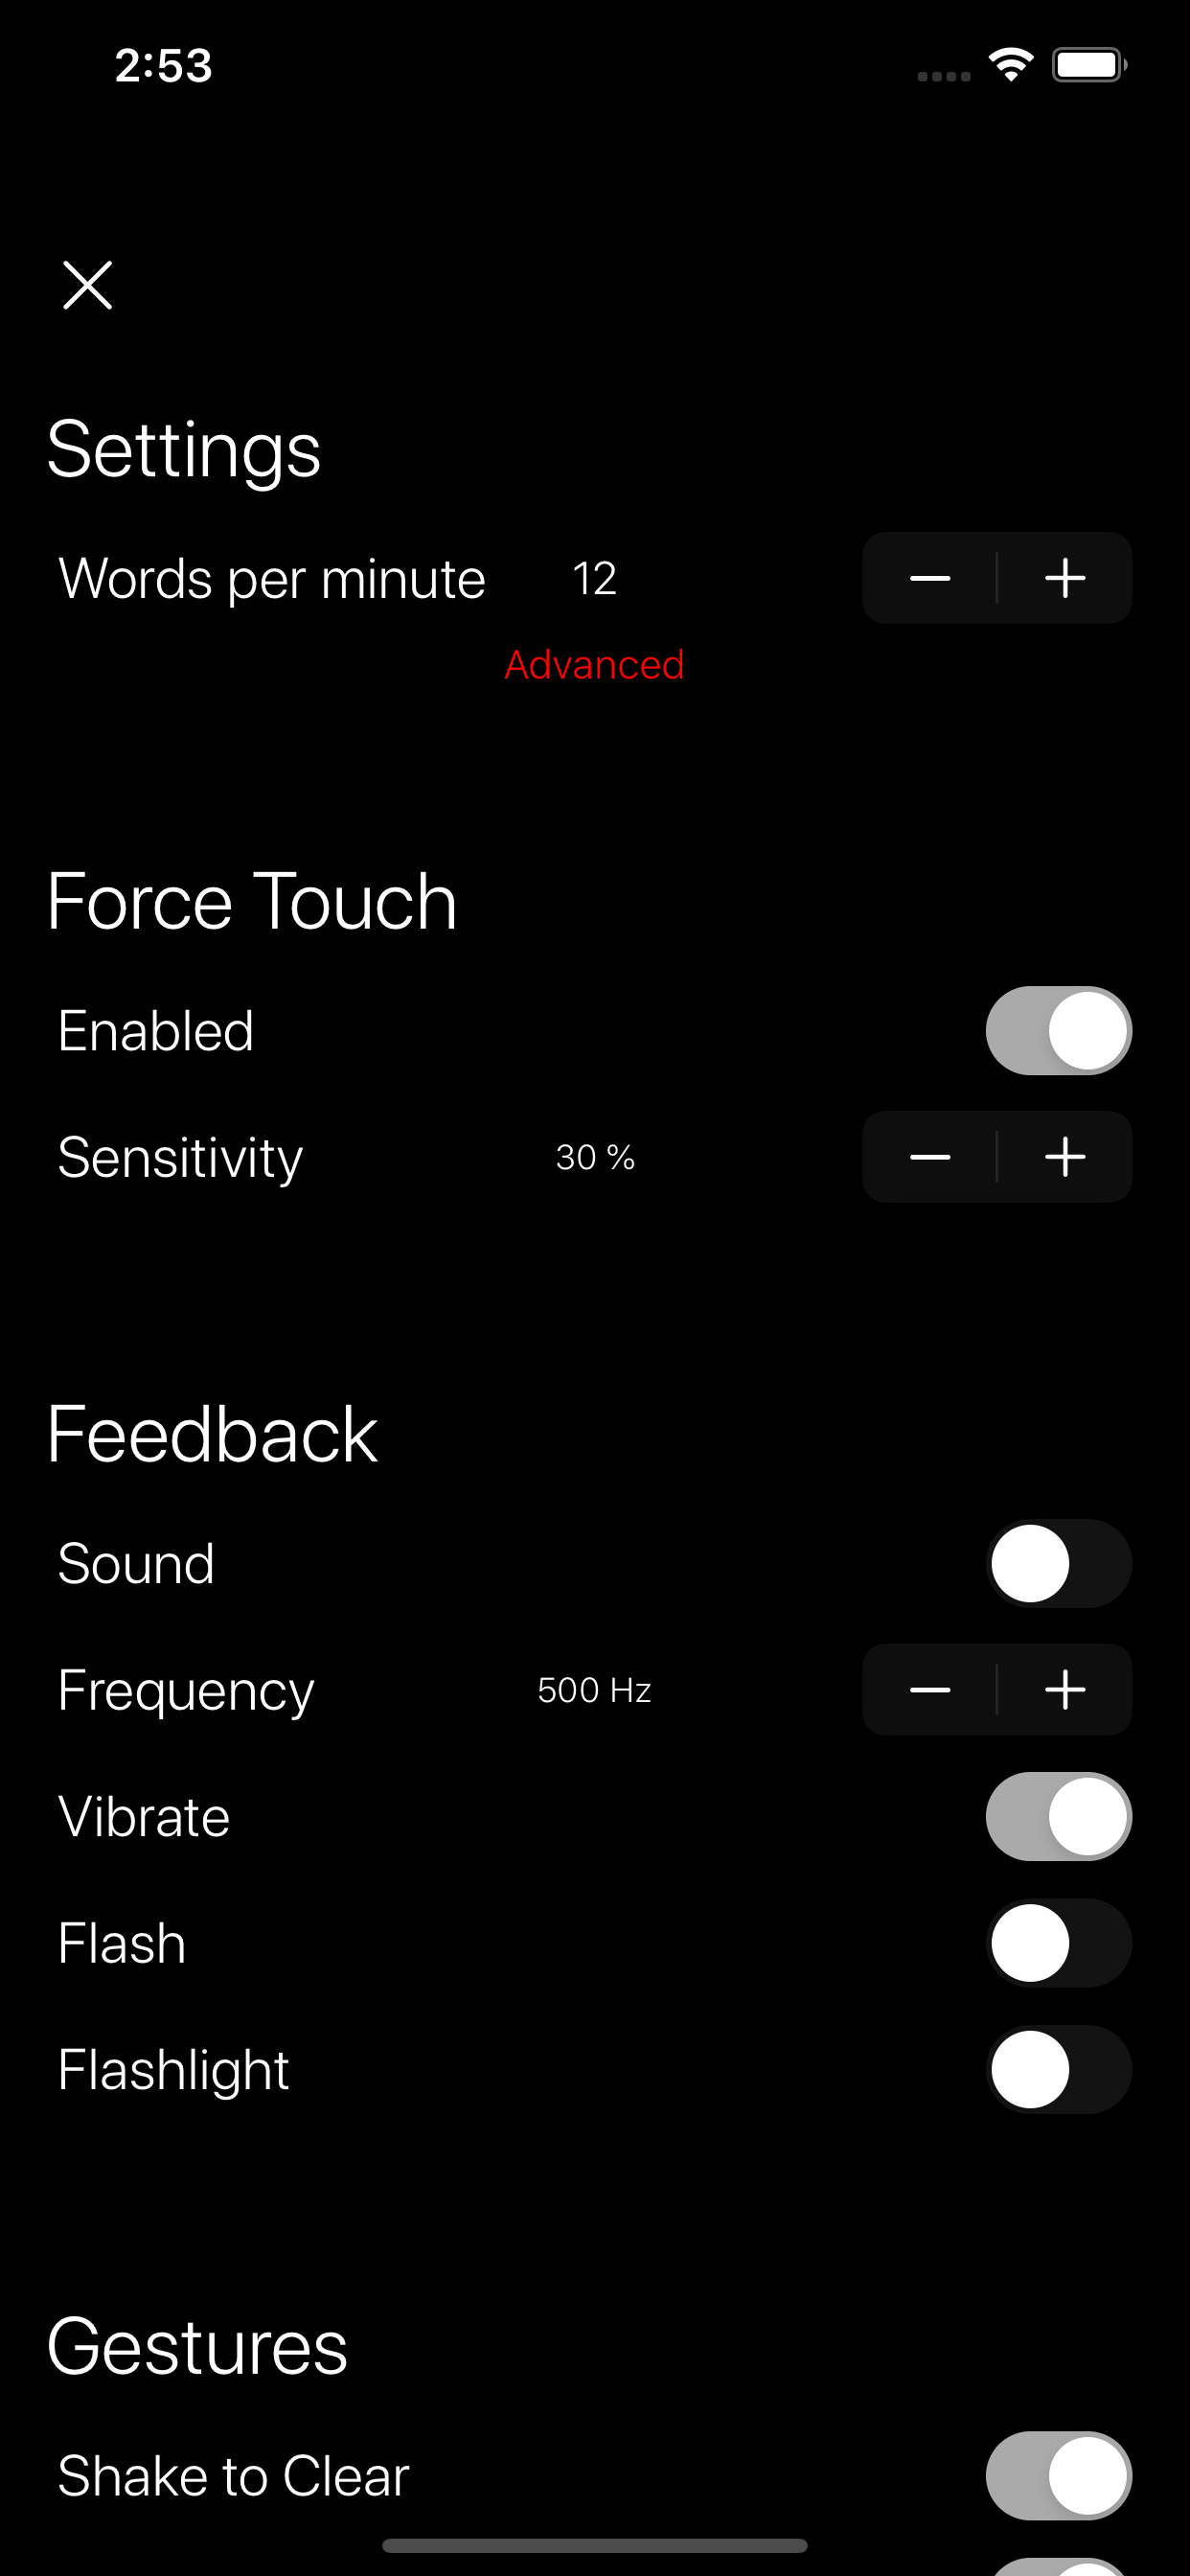 2:53
Settings
Words per minute 12
Advanced
Force Touch
Enabled
Sensitivity 30 %
Feedback
Sound
Frequency 500 Hz
Vibrate
Flash
Flashlight
Gestures
Shake to Clear